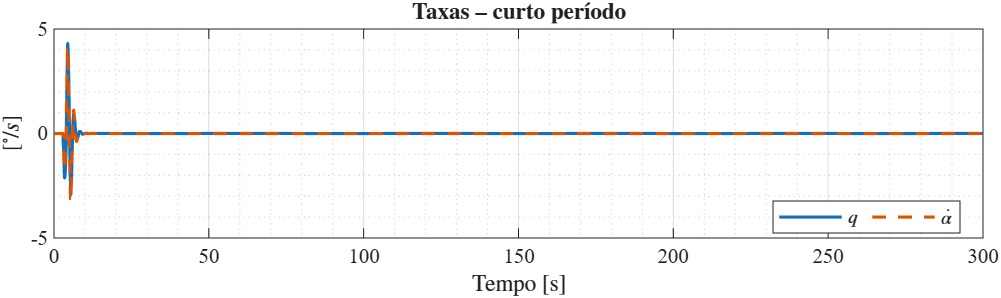 Taxas – curto período
5
0
-5
[°/s]
q α̇
0 50 100 150 200 250 300
Tempo [s]